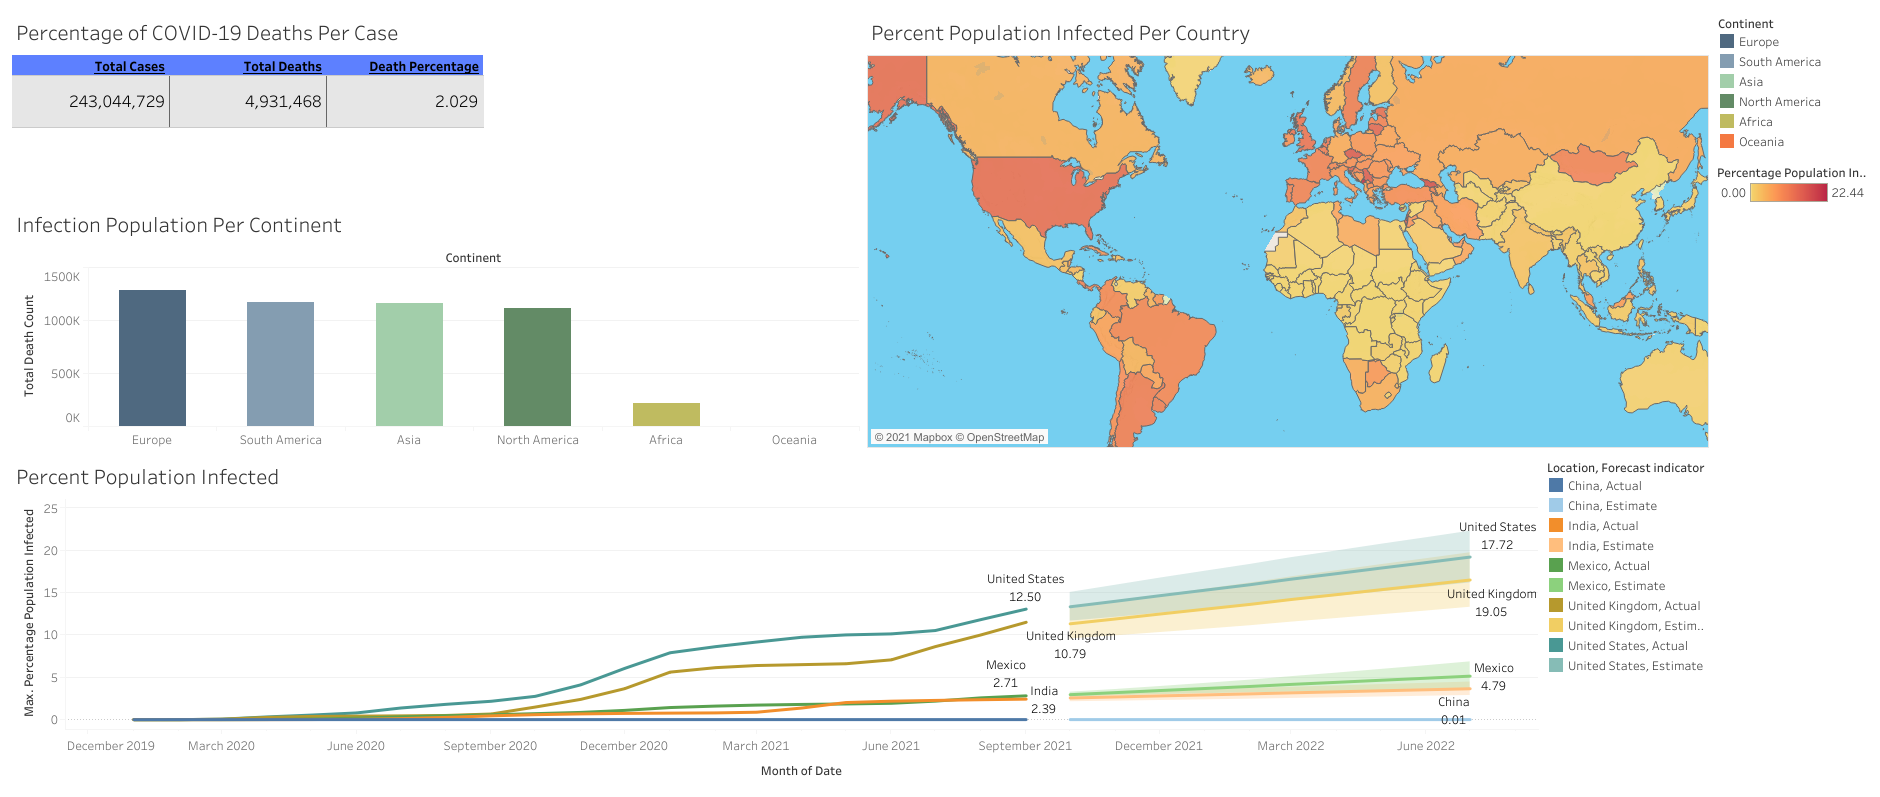 Percentage of COVID-19 Deaths Per Case
Total Cases Total Deaths Death Percentage
243,044,729 4,931,468 2.029
Infection Population Per Continent
Continent
Total Death Count
1500K
1000K
500K
0K
Europe South America Asia North America Africa Oceania
Percent Population Infected Per Country
© 2021 Mapbox © OpenStreetMap
Continent
Europe
South America
Asia
North America
Africa
Oceania
Percentage Population In..
0.00 22.44
Percent Population Infected
Max. Percentage Population Infected
25
20
15
10
5
0
United States
12.50
United Kingdom
10.79
Mexico
2.71
India
2.39
United States
17.72
United Kingdom
19.05
Mexico
4.79
China
0.01
December 2019 March 2020 June 2020 September 2020 December 2020 March 2021 June 2021 September 2021 December 2021 March 2022 June 2022
Month of Date
Location, Forecast indicator
China, Actual
China, Estimate
India, Actual
India, Estimate
Mexico, Actual
Mexico, Estimate
United Kingdom, Actual
United Kingdom, Estim..
United States, Actual
United States, Estimate